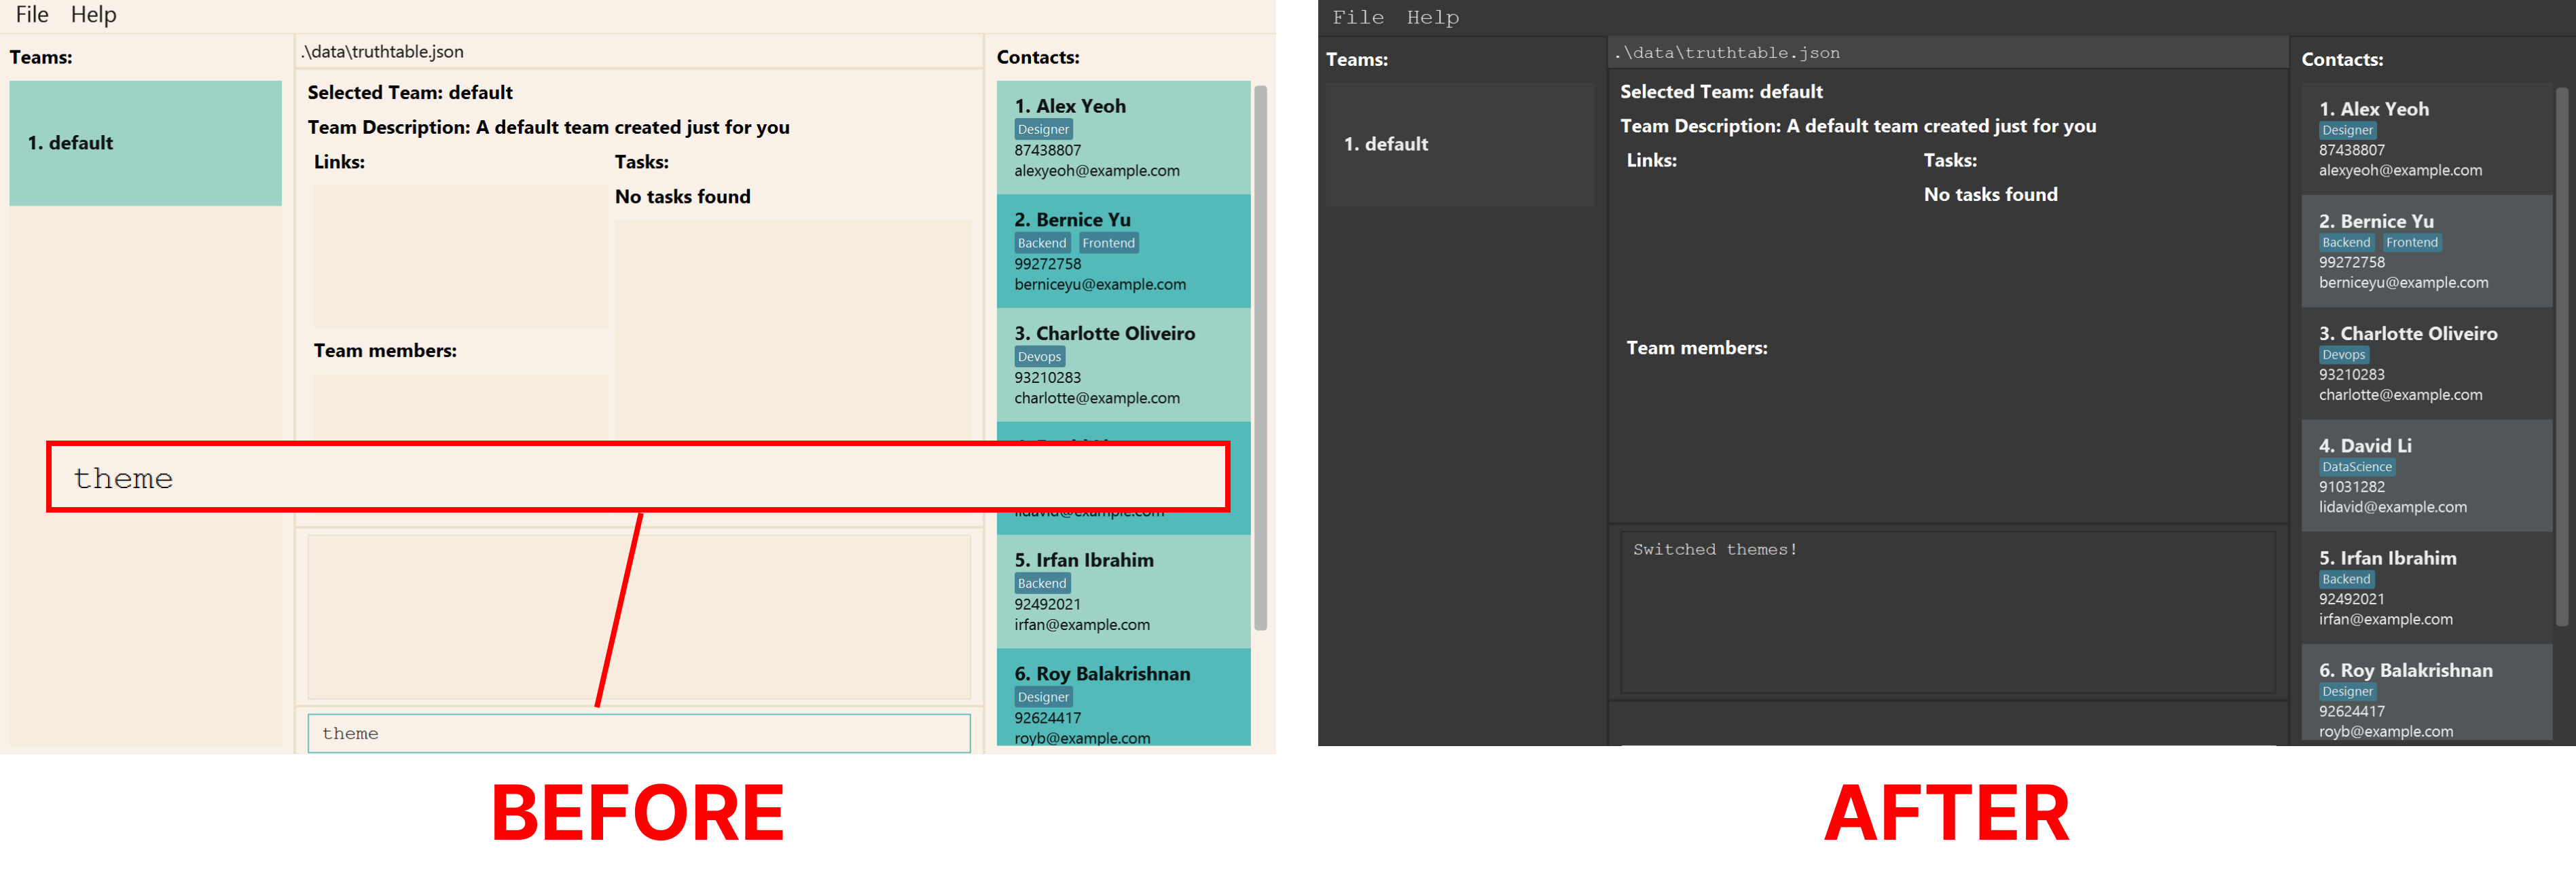 File Help
Teams:
1. default
.\data\truthtable.json
Selected Team: default
Team Description: A default team created just for you
Links:
Tasks:
No tasks found
Team members:
theme
theme
Contacts:
1. Alex Yeoh
Designer
87438807
alexyeoh@example.com
2. Bernice Yu
Backend Frontend
99272758
berniceyu@example.com
3. Charlotte Oliveiro
Devops
93210283
charlotte@example.com
lidavid@example.com
5. Irfan Ibrahim
Backend
92492021
irfan@example.com
6. Roy Balakrishnan
Designer
92624417
royb@example.com
BEFORE
File Help
Teams:
1. default
.\data\truthtable.json
Selected Team: default
Team Description: A default team created just for you
Links:
Tasks:
No tasks found
Team members:
Switched themes!
Contacts:
1. Alex Yeoh
Designer
87438807
alexyeoh@example.com
2. Bernice Yu
Backend Frontend
99272758
berniceyu@example.com
3. Charlotte Oliveiro
Devops
93210283
charlotte@example.com
4. David Li
DataScience
91031282
lidavid@example.com
5. Irfan Ibrahim
Backend
92492021
irfan@example.com
6. Roy Balakrishnan
Designer
92624417
royb@example.com
AFTER